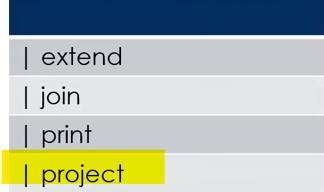 | extend
| join
| print
| project